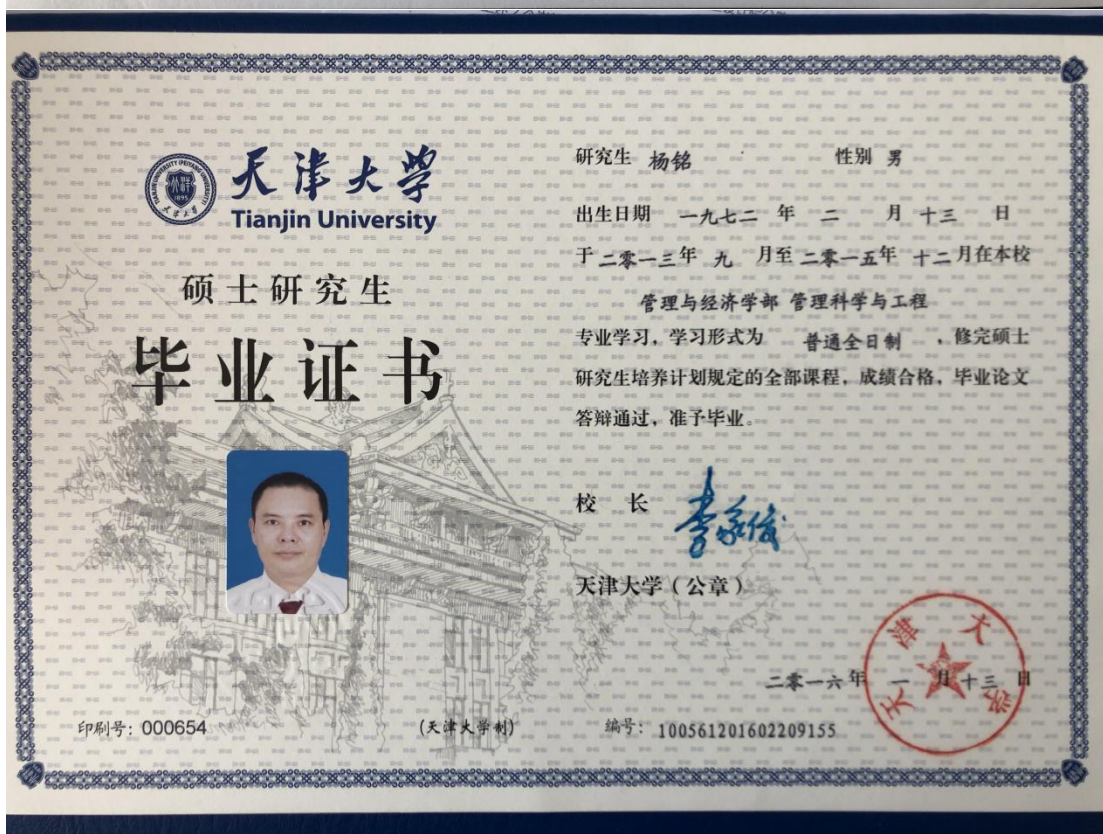 天津大学
Tianjin University
硕士研究生
毕业证书
印刷号：000654
(天津大学制)
研究生 杨铭 性别 男
出生日期 一九七二 年 二 月 十三 日
于 二零一三 年 九 月至 二零一五 年 十二 月在本校
管理与经济学部 管理科学与工程
专业学习，学习形式为 普通全日制 ，修完硕士
研究生培养计划规定的全部课程，成绩合格，毕业论文
答辩通过，准予毕业。
校 长 李家俊
天津大学（公章）
天津大学
二零一六 年 一 月 十三 日
编号：100561201602209155